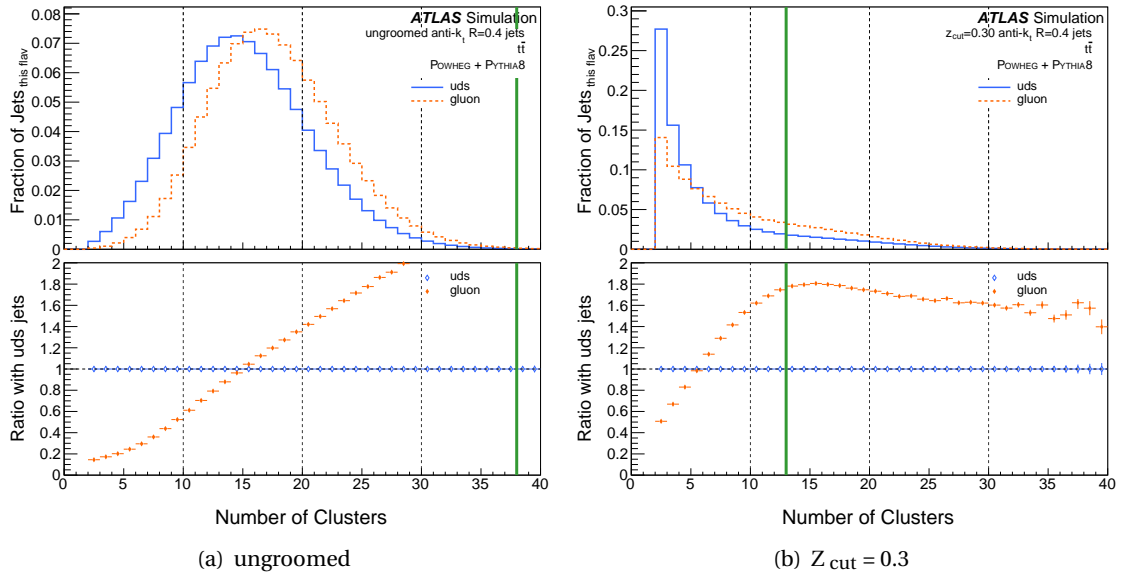 ATLAS Simulation
ungroomed anti-kt R=0.4 jets
tt̄
POWHEG + PYTHIA8
uds
gluon
Fraction of Jets this flav
0.08
0.07
0.06
0.05
0.04
0.03
0.02
0.01
0
uds
gluon
Ratio with uds jets
2
1.8
1.6
1.4
1.2
1
0.8
0.6
0.4
0.2
0
0 5 10 15 20 25 30 35 40
Number of Clusters
(a) ungroomed
ATLAS Simulation
zcut=0.30 anti-kt R=0.4 jets
tt̄
POWHEG + PYTHIA8
uds
gluon
Fraction of Jets this flav
0.3
0.25
0.2
0.15
0.1
0.05
0
uds
gluon
Ratio with uds jets
2
1.8
1.6
1.4
1.2
1
0.8
0.6
0.4
0.2
0
0 5 10 15 20 25 30 35 40
Number of Clusters
(b) Z cut = 0.3